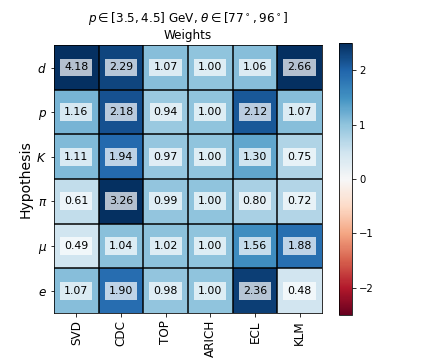 p ∈ [3.5, 4.5] GeV, θ ∈ [77°, 96°]
Weights
Hypothesis
d 4.18 2.29 1.07 1.00 1.06 2.66
p 1.16 2.18 0.94 1.00 2.12 1.07
K 1.11 1.94 0.97 1.00 1.30 0.75
π 0.61 3.26 0.99 1.00 0.80 0.72
μ 0.49 1.04 1.02 1.00 1.56 1.88
e 1.07 1.90 0.98 1.00 2.36 0.48
SVD CDC TOP ARICH ECL KLM
2
1
0
−1
−2